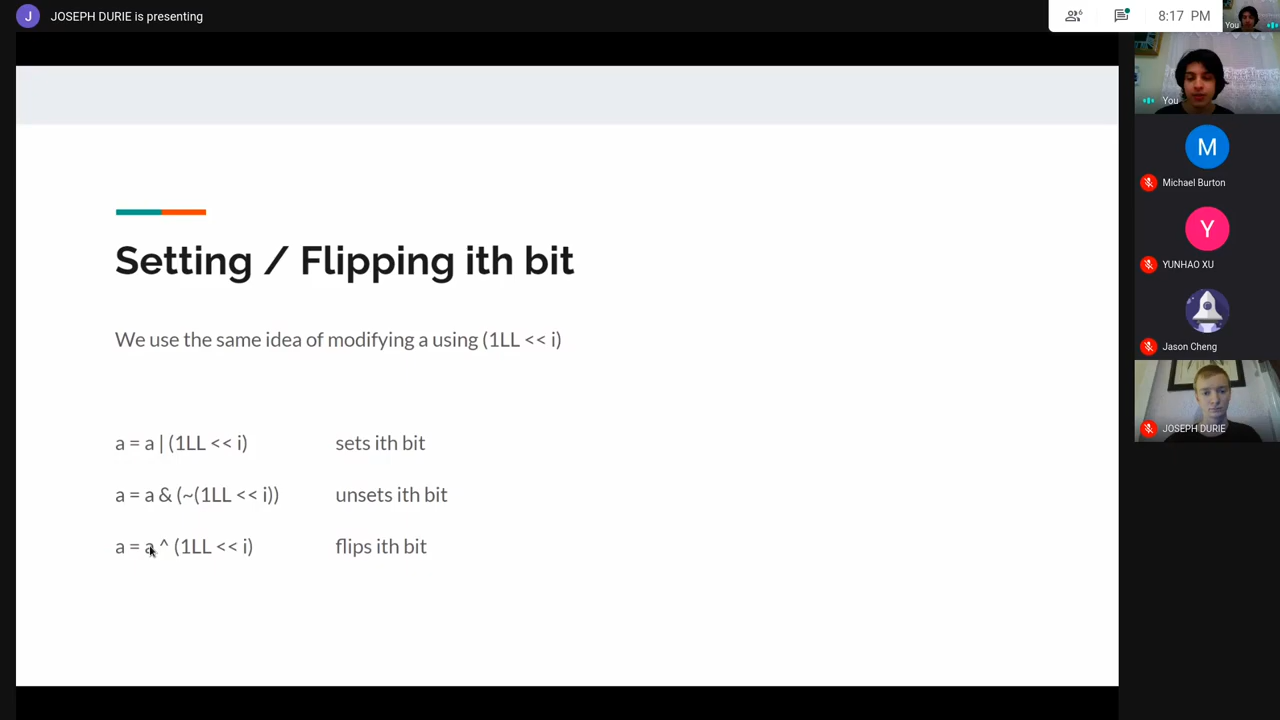 J JOSEPH DURIE is presenting
6
8:17 PM
You
You
Setting / Flipping ith bit
We use the same idea of modifying a using (1LL << i)
a = a | (1LL << i) sets ith bit
a = a & (~(1LL << i)) unsets ith bit
a = a ^ (1LL << i) flips ith bit
M
Michael Burton
Y
YUNHAO XU
Jason Cheng
JOSEPH DURIE